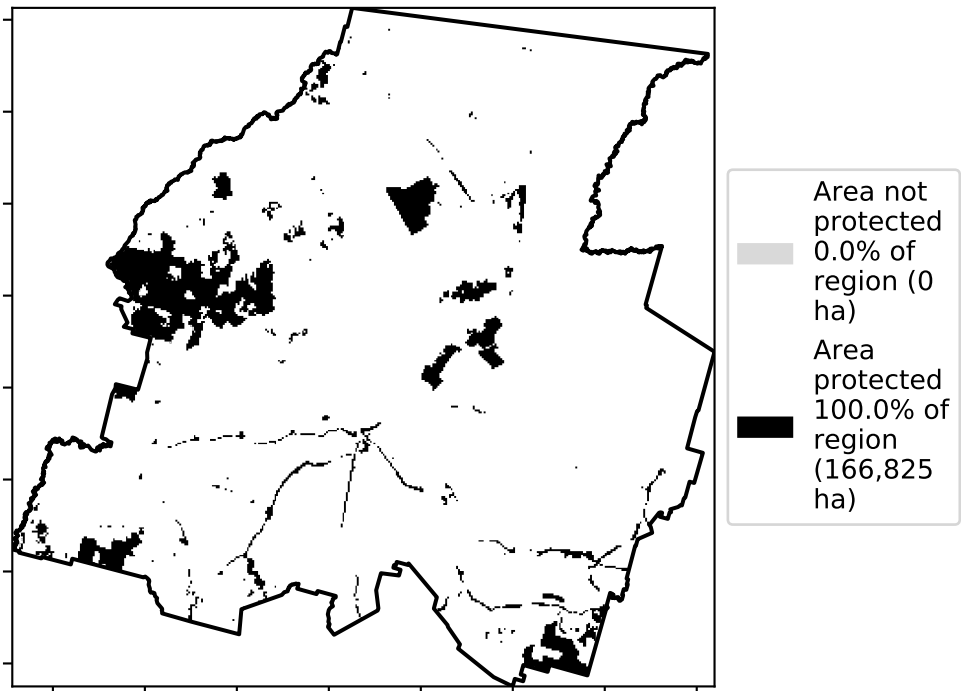 Area not
protected
0.0% of
region (0
ha)
Area
protected
100.0% of
region
(166,825
ha)